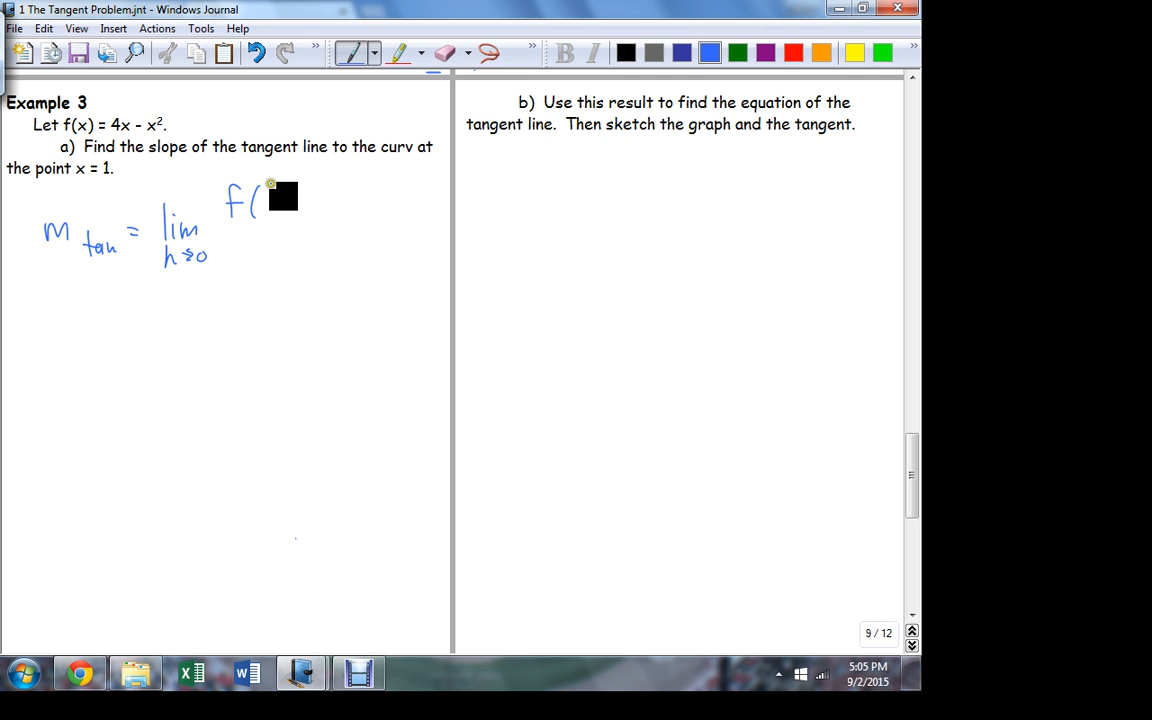 1 The Tangent Problem.jnt - Windows Journal
File Edit View Insert Actions Tools Help
B I
Example 3
Let f(x) = 4x - x².
a) Find the slope of the tangent line to the curv at
the point x = 1.
m tan = lim h→0 f(
b) Use this result to find the equation of the
tangent line. Then sketch the graph and the tangent.
9 / 12
5:05 PM
9/2/2015